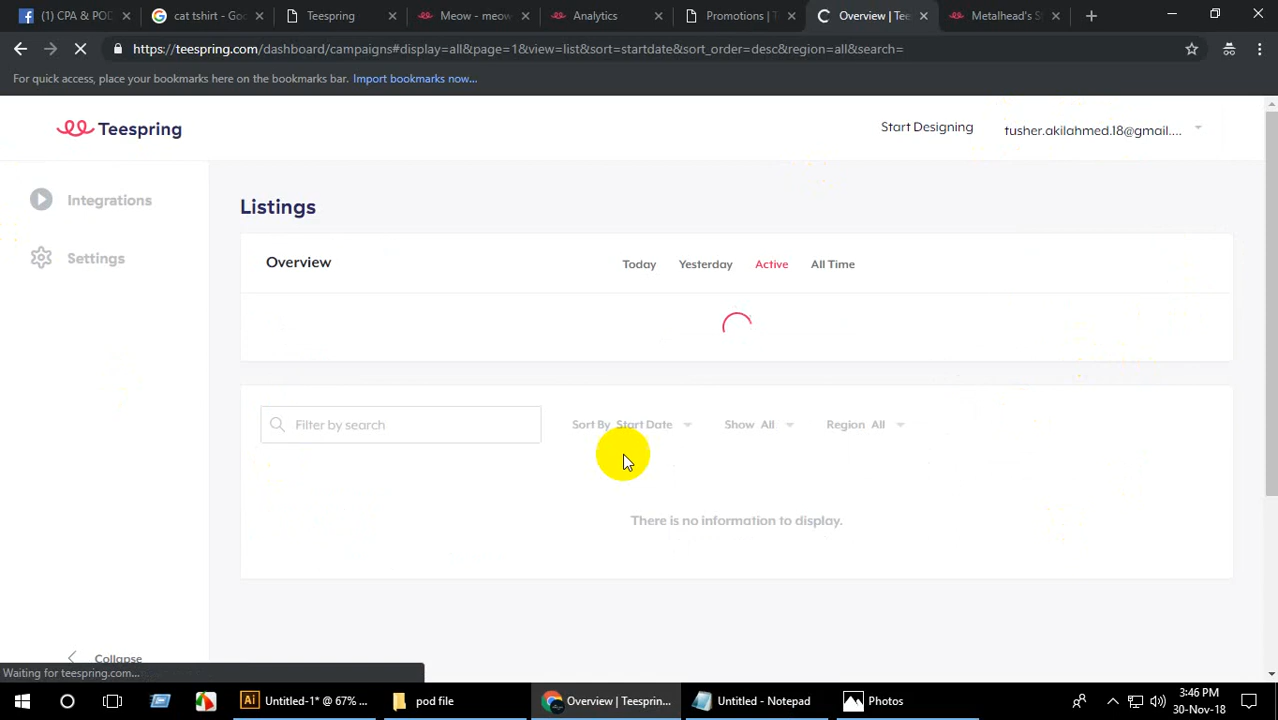 (1) CPA & POD
cat tshirt - Goo
Teespring
Meow - meow
Analytics
Promotions | T
Overview | Tee
Metalhead's S
https://teespring.com/dashboard/campaigns#display=all&page=1&view=list&sort=startdate&sort_order=desc&region=all&search=
For quick access, place your bookmarks here on the bookmarks bar. Import bookmarks now...
Teespring
Start Designing
tusher.akilahmed.18@gmail....
Integrations
Settings
Listings
Overview
Today
Yesterday
Active
All Time
Filter by search
Sort By Start Date
Show All
Region All
There is no information to display.
Collapse
Waiting for teespring.com...
Untitled-1* @ 67% ...
pod file
Overview | Teesprin...
Untitled - Notepad
Photos
3:46 PM
30-Nov-18